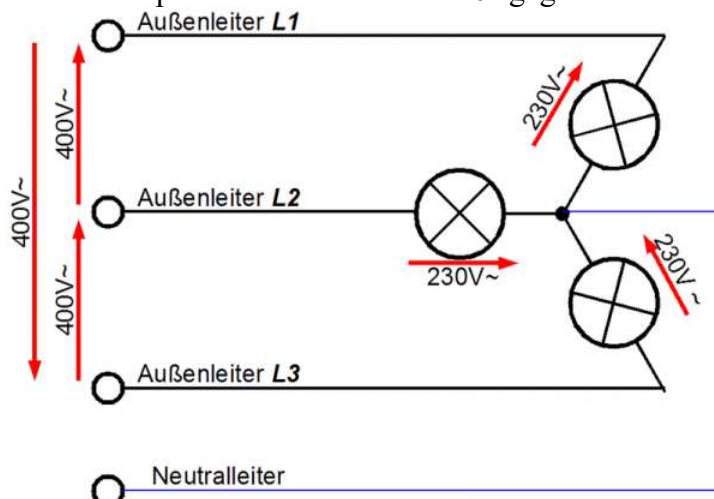 Außenleiter L1
230V~
400V~
400V~
Außenleiter L2
230V~
230V~
400V~
Außenleiter L3
Neutralleiter